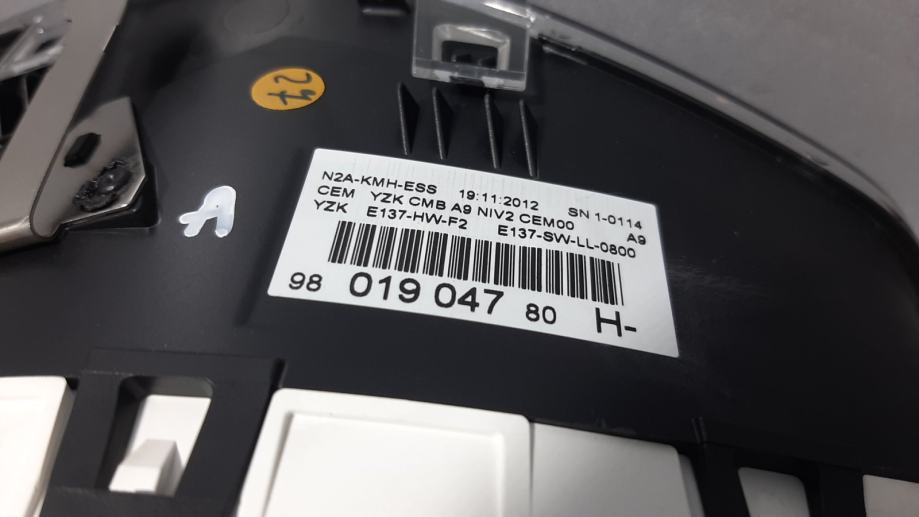 24
A
N2A-KMH-ESS 19:11:2012 SN 1-0114
CEM YZK CMB A9 NIV2 CEM00 A9
YZK E137-HW-F2 E137-SW-LL-0800
98 019 047 80 H-